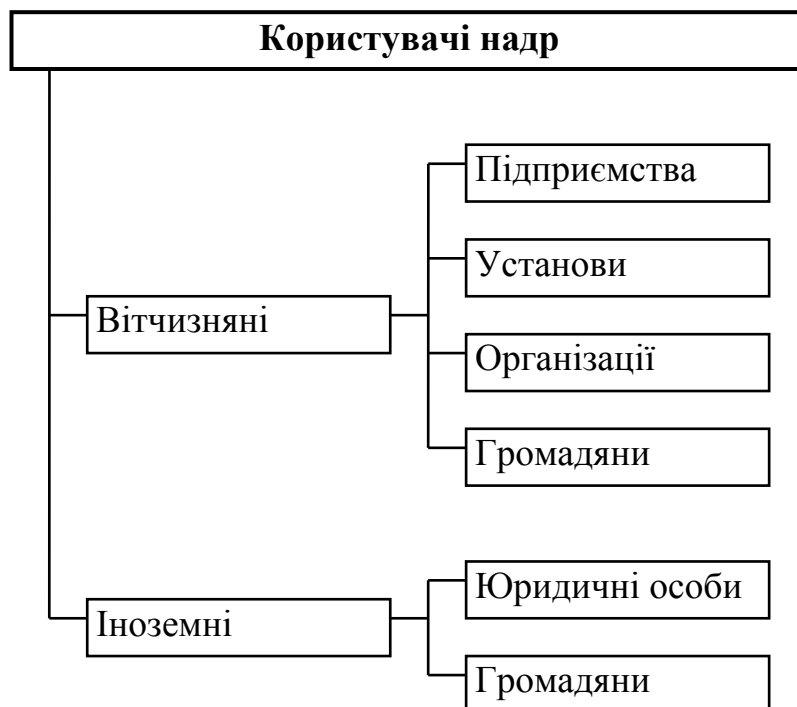 Користувачі надр
Підприємства
Установи
Вітчизняні
Організації
Громадяни
Юридичні особи
Іноземні
Громадяни